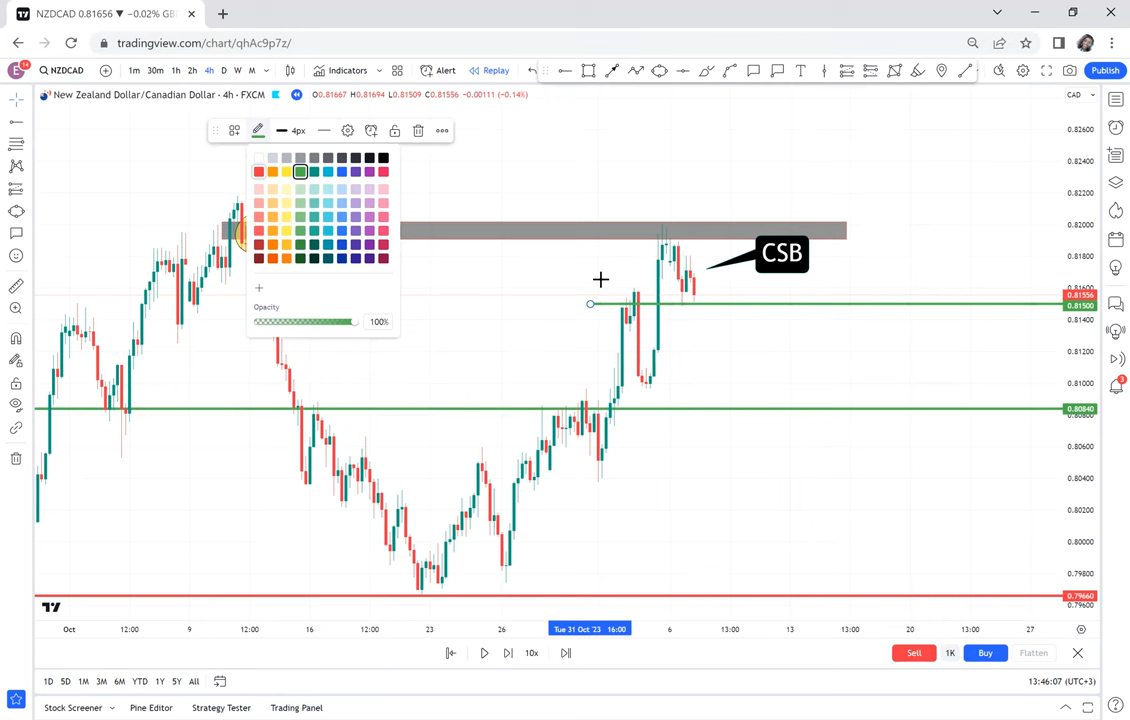 NZDCAD 0.81656 ▼ −0.02% GB
tradingview.com/chart/qhAc9p7z/
E 14 NZDCAD 1m 30m 1h 2h 4h D W M Indicators Alert Replay Publish
New Zealand Dollar/Canadian Dollar · 4h · FXCM O0.81667 H0.81694 L0.81509 C0.81556 −0.00111 (−0.14%) CAD
4px
0.82600
0.82400
0.82200
0.82000
CSB
0.81800
0.81600
0.81556
0.81500
Opacity
100%
0.81400
0.81200
0.81000
3
0.80840
0.80600
0.80400
0.80200
0.80000
0.79800
0.79660
0.79600
Oct 12:00 9 12:00 16 12:00 23 26 Tue 31 Oct '23 16:00 6 13:00 13 13:00 20 13:00 27
10x Sell 1K Buy Flatten
1D 5D 1M 3M 6M YTD 1Y 5Y All 13:46:07 (UTC+3)
Stock Screener Pine Editor Strategy Tester Trading Panel